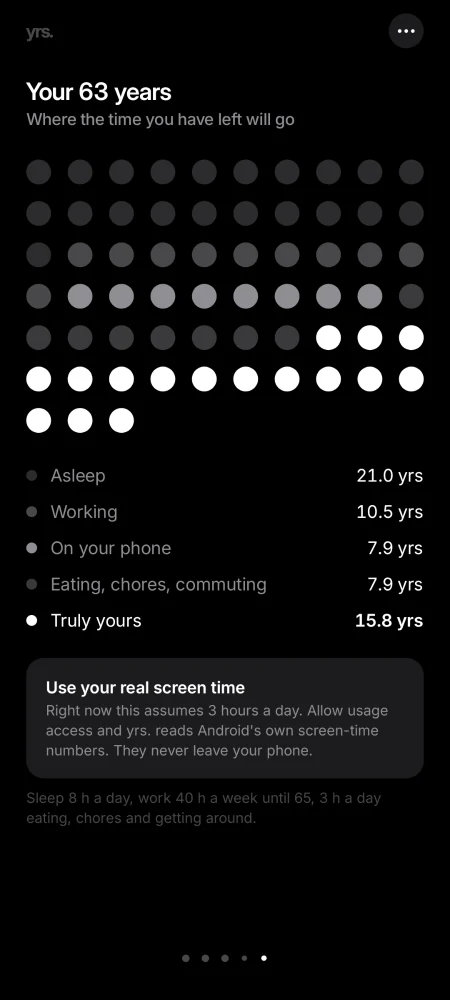 yrs.
Your 63 years
Where the time you have left will go
Asleep 21.0 yrs
Working 10.5 yrs
On your phone 7.9 yrs
Eating, chores, commuting 7.9 yrs
Truly yours 15.8 yrs
Use your real screen time
Right now this assumes 3 hours a day. Allow usage
access and yrs. reads Android's own screen-time
numbers. They never leave your phone.
Sleep 8 h a day, work 40 h a week until 65, 3 h a day
eating, chores and getting around.